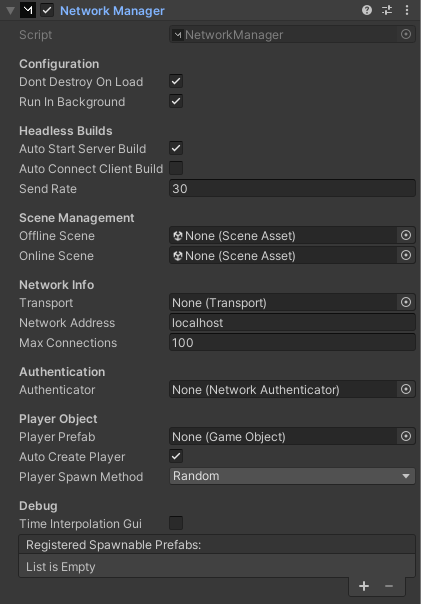 Network Manager
Script NetworkManager
Configuration
Dont Destroy On Load
Run In Background
Headless Builds
Auto Start Server Build
Auto Connect Client Build
Send Rate 30
Scene Management
Offline Scene None (Scene Asset)
Online Scene None (Scene Asset)
Network Info
Transport None (Transport)
Network Address localhost
Max Connections 100
Authentication
Authenticator None (Network Authenticator)
Player Object
Player Prefab None (Game Object)
Auto Create Player
Player Spawn Method Random
Debug
Time Interpolation Gui
Registered Spawnable Prefabs:
List is Empty